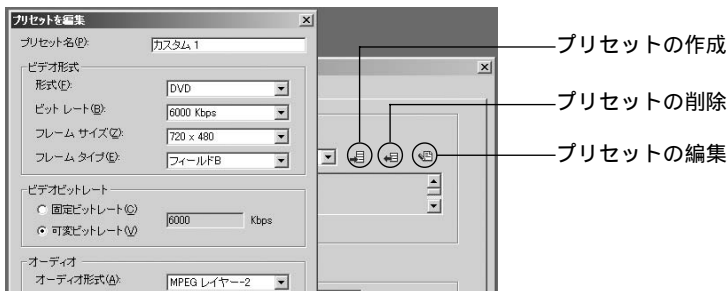 プリセットを編集
プリセット名(P): カスタム 1
ビデオ形式
形式(F): DVD
ビット レート(B): 6000 Kbps
フレーム サイズ(Z): 720 x 480
フレーム タイプ(E): フィールドB
ビデオビットレート
固定ビットレート(C)
可変ビットレート(V)
6000 Kbps
オーディオ
オーディオ形式(A): MPEG レイヤー-2
プリセットの作成
プリセットの削除
プリセットの編集